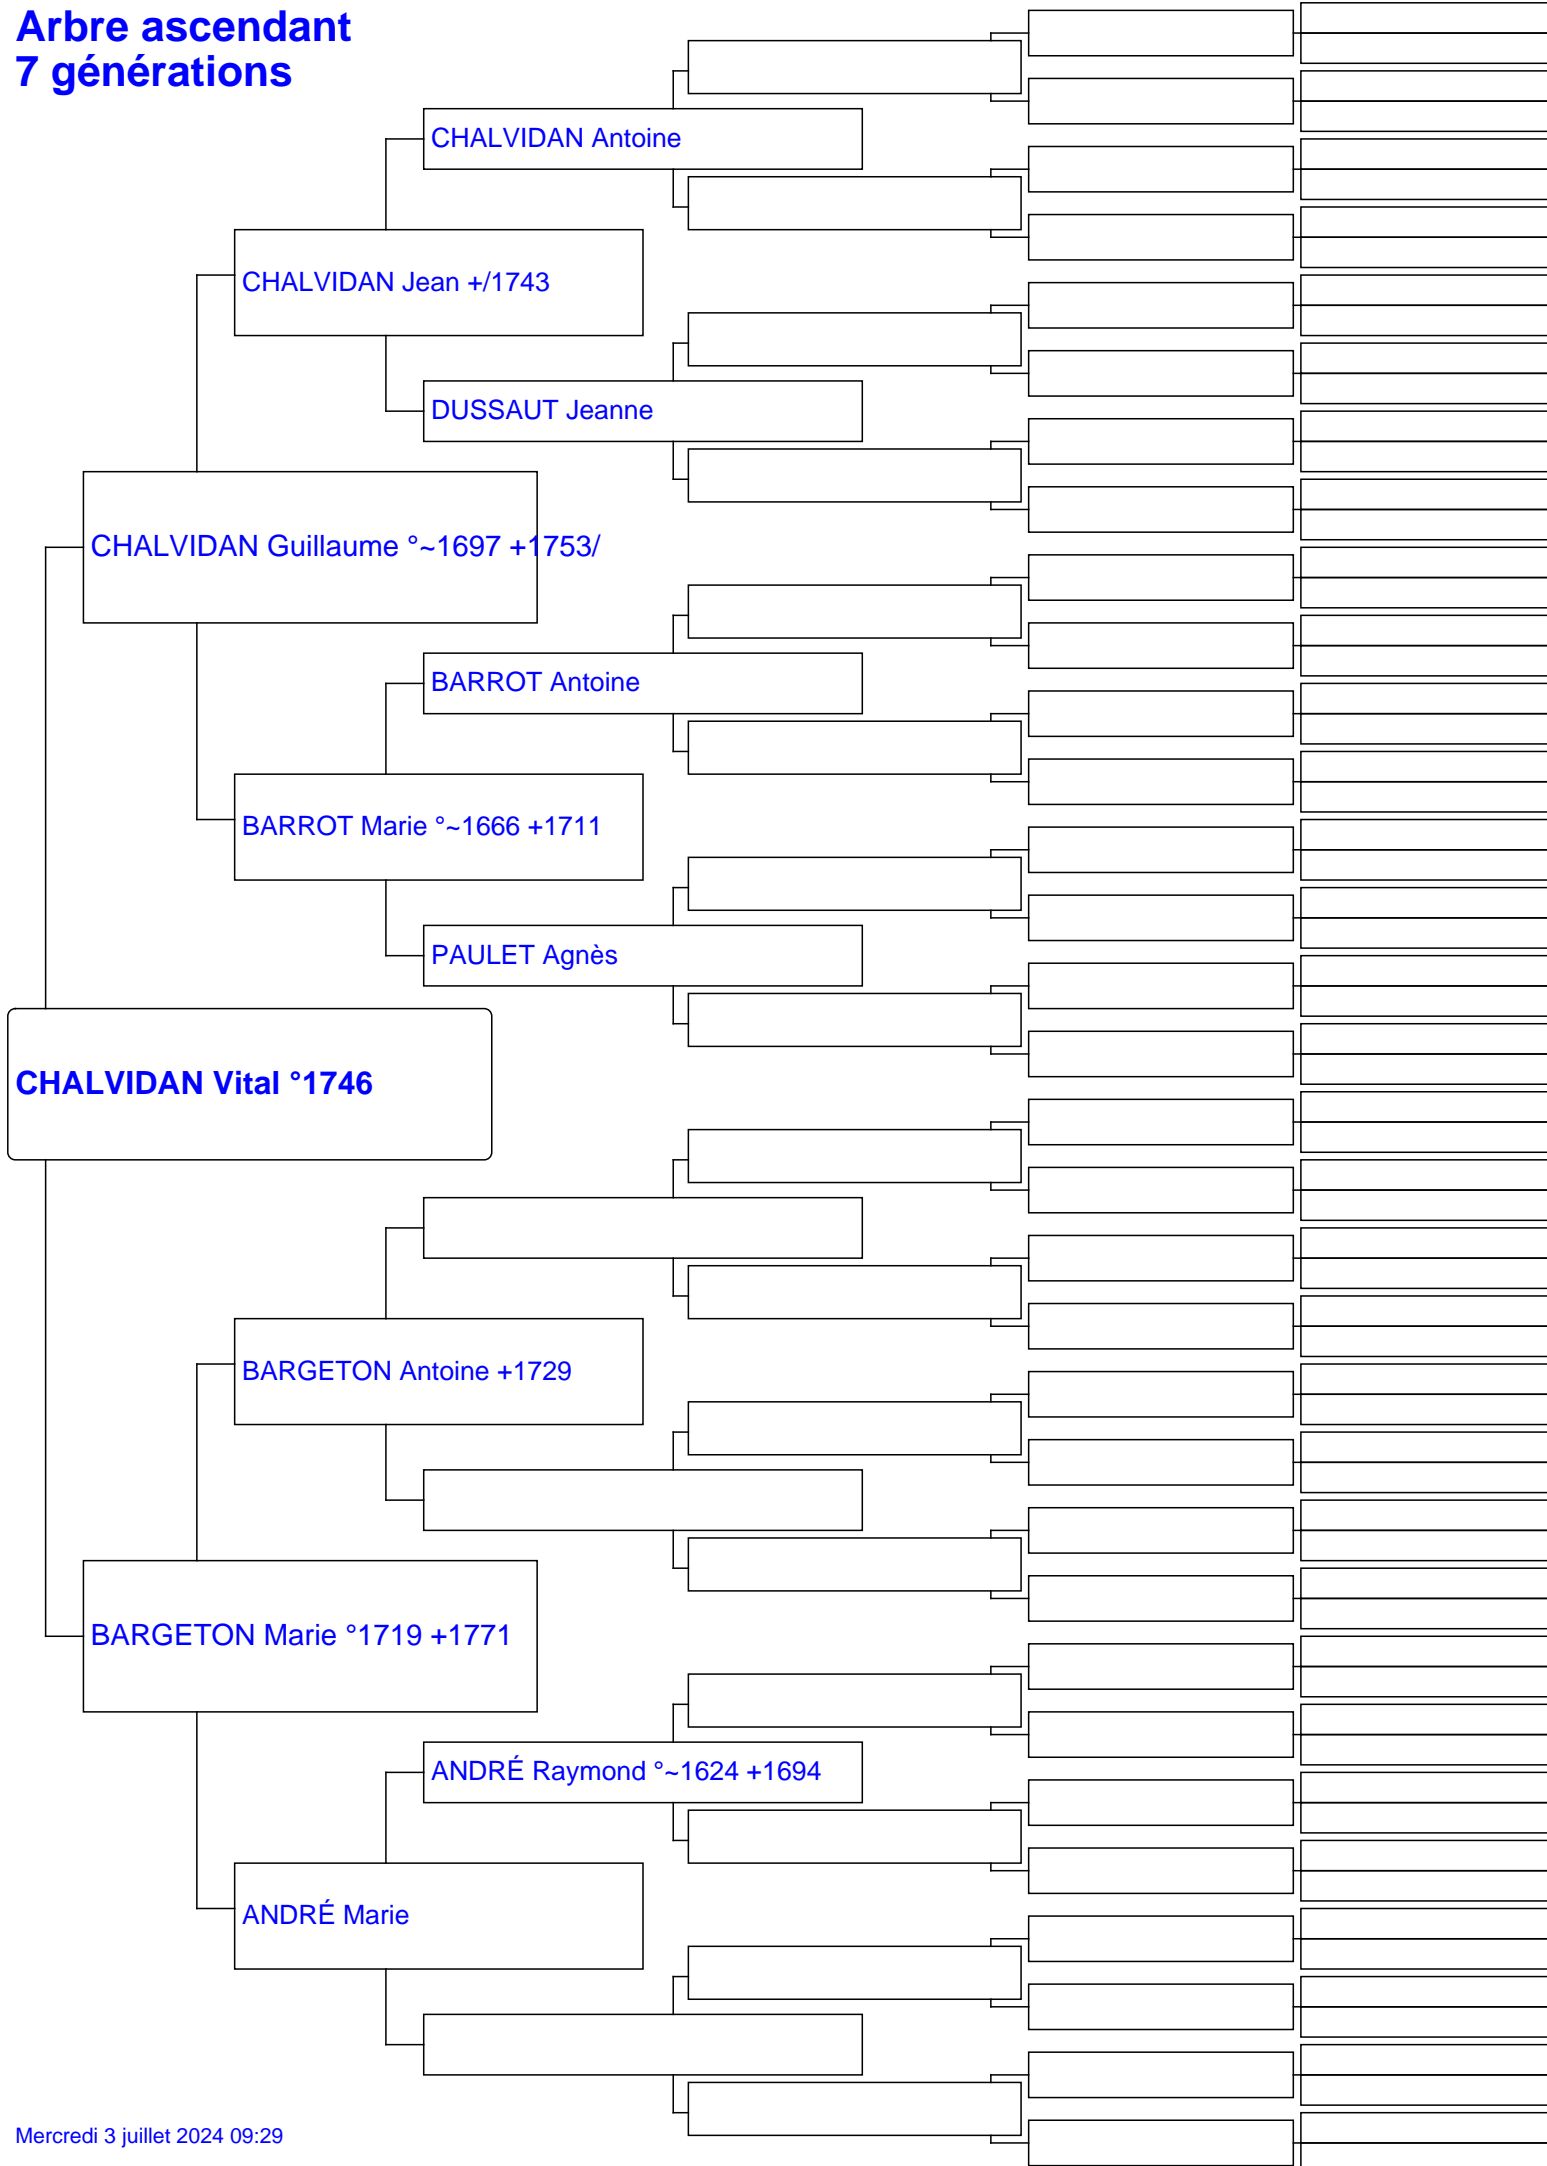 Arbre ascendant
7 générations
CHALVIDAN Antoine
CHALVIDAN Jean +/1743
DUSSAUT Jeanne
CHALVIDAN Guillaume °~1697 +1753/
BARROT Antoine
BARROT Marie °~1666 +1711
PAULET Agnès
CHALVIDAN Vital °1746
BARGETON Antoine +1729
BARGETON Marie °1719 +1771
ANDRÉ Raymond °~1624 +1694
ANDRÉ Marie
Mercredi 3 juillet 2024 09:29